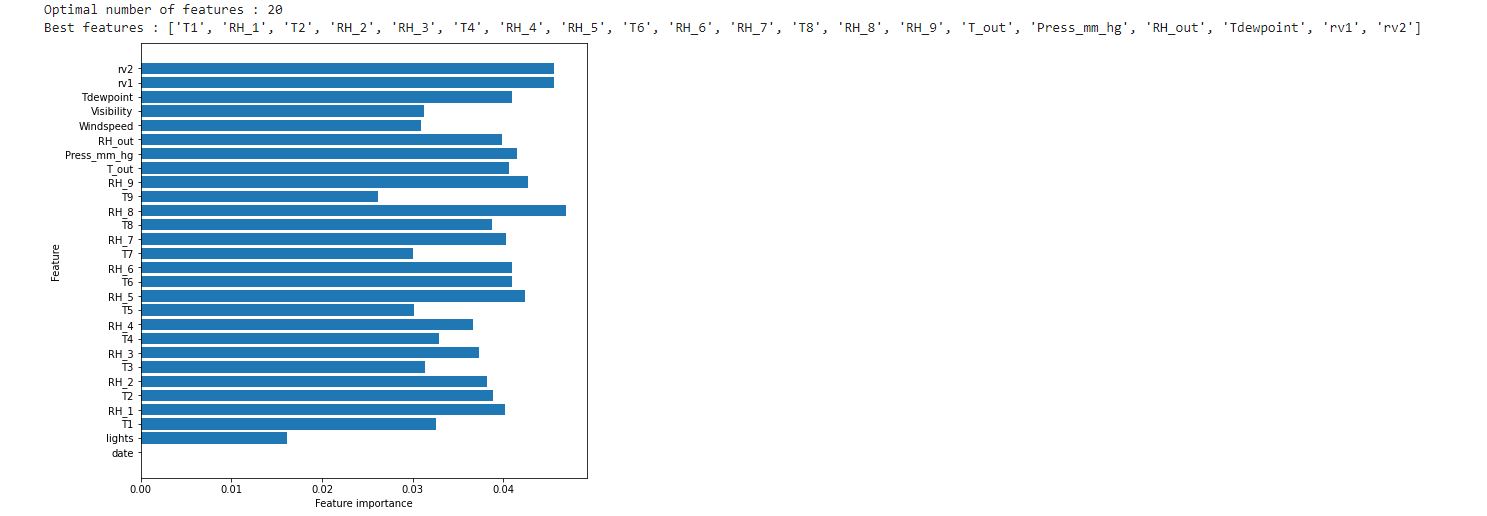 Optimal number of features : 20
Best features : ['T1', 'RH_1', 'T2', 'RH_2', 'RH_3', 'T4', 'RH_4', 'RH_5', 'T6', 'RH_6', 'RH_7', 'T8', 'RH_8', 'RH_9', 'T_out', 'Press_mm_hg', 'RH_out', 'Tdewpoint', 'rv1', 'rv2']
rv2
rv1
Tdewpoint
Visibility
Windspeed
RH_out
Press_mm_hg
T_out
RH_9
T9
RH_8
T8
RH_7
T7
RH_6
T6
RH_5
T5
RH_4
T4
RH_3
T3
RH_2
T2
RH_1
T1
lights
date
Feature
0.00 0.01 0.02 0.03 0.04
Feature importance